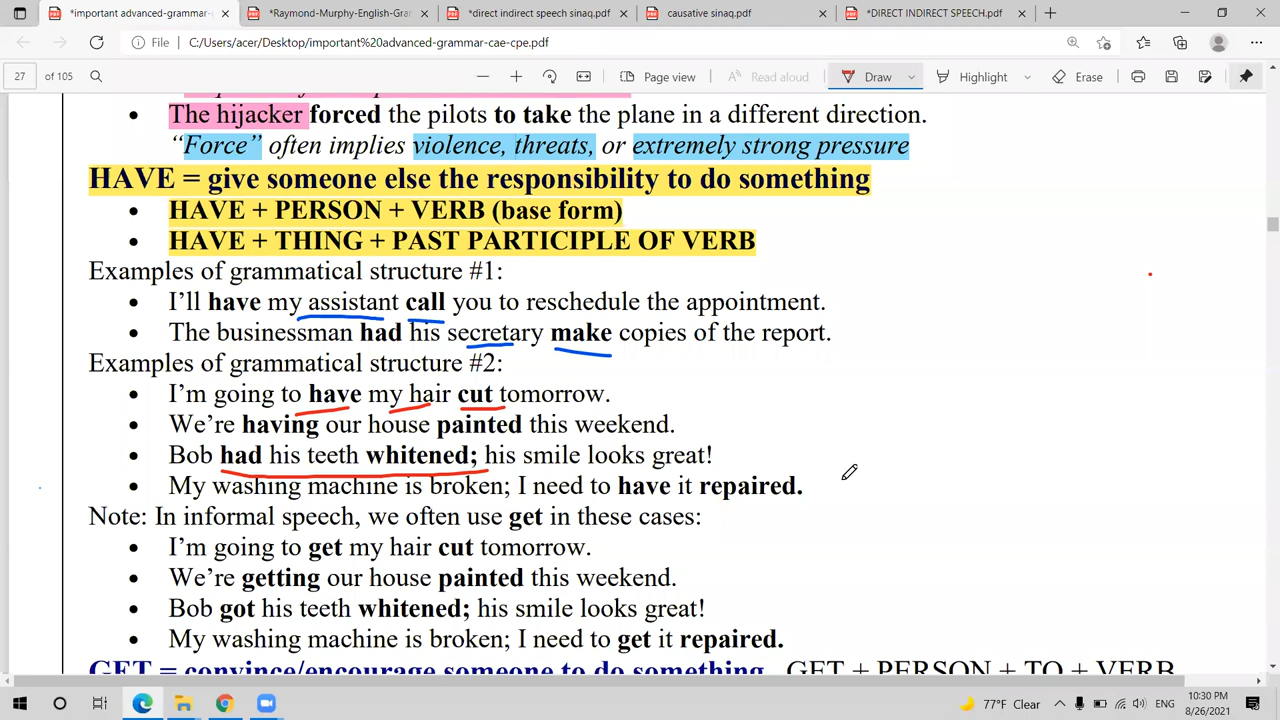 *important advanced-grammar-
*Raymond-Murphy-English-Gra
*direct indirect speech sinaq.pdf
causative sinaq.pdf
*DIRECT INDIRECT SPEECH.pdf
File
C:/Users/acer/Desktop/important%20advanced-grammar-cae-cpe.pdf
27 of 105
Page view
Read aloud
Draw
Highlight
Erase
• The hijacker forced the pilots to take the plane in a different direction.
“Force” often implies violence, threats, or extremely strong pressure
HAVE = give someone else the responsibility to do something
• HAVE + PERSON + VERB (base form)
• HAVE + THING + PAST PARTICIPLE OF VERB
Examples of grammatical structure #1:
• I’ll have my assistant call you to reschedule the appointment.
• The businessman had his secretary make copies of the report.
Examples of grammatical structure #2:
• I’m going to have my hair cut tomorrow.
• We’re having our house painted this weekend.
• Bob had his teeth whitened; his smile looks great!
• My washing machine is broken; I need to have it repaired.
Note: In informal speech, we often use get in these cases:
• I’m going to get my hair cut tomorrow.
• We’re getting our house painted this weekend.
• Bob got his teeth whitened; his smile looks great!
• My washing machine is broken; I need to get it repaired.
GET = convince/encourage someone to do something GET + PERSON + TO + VERB
77°F Clear
ENG
10:30 PM
8/26/2021